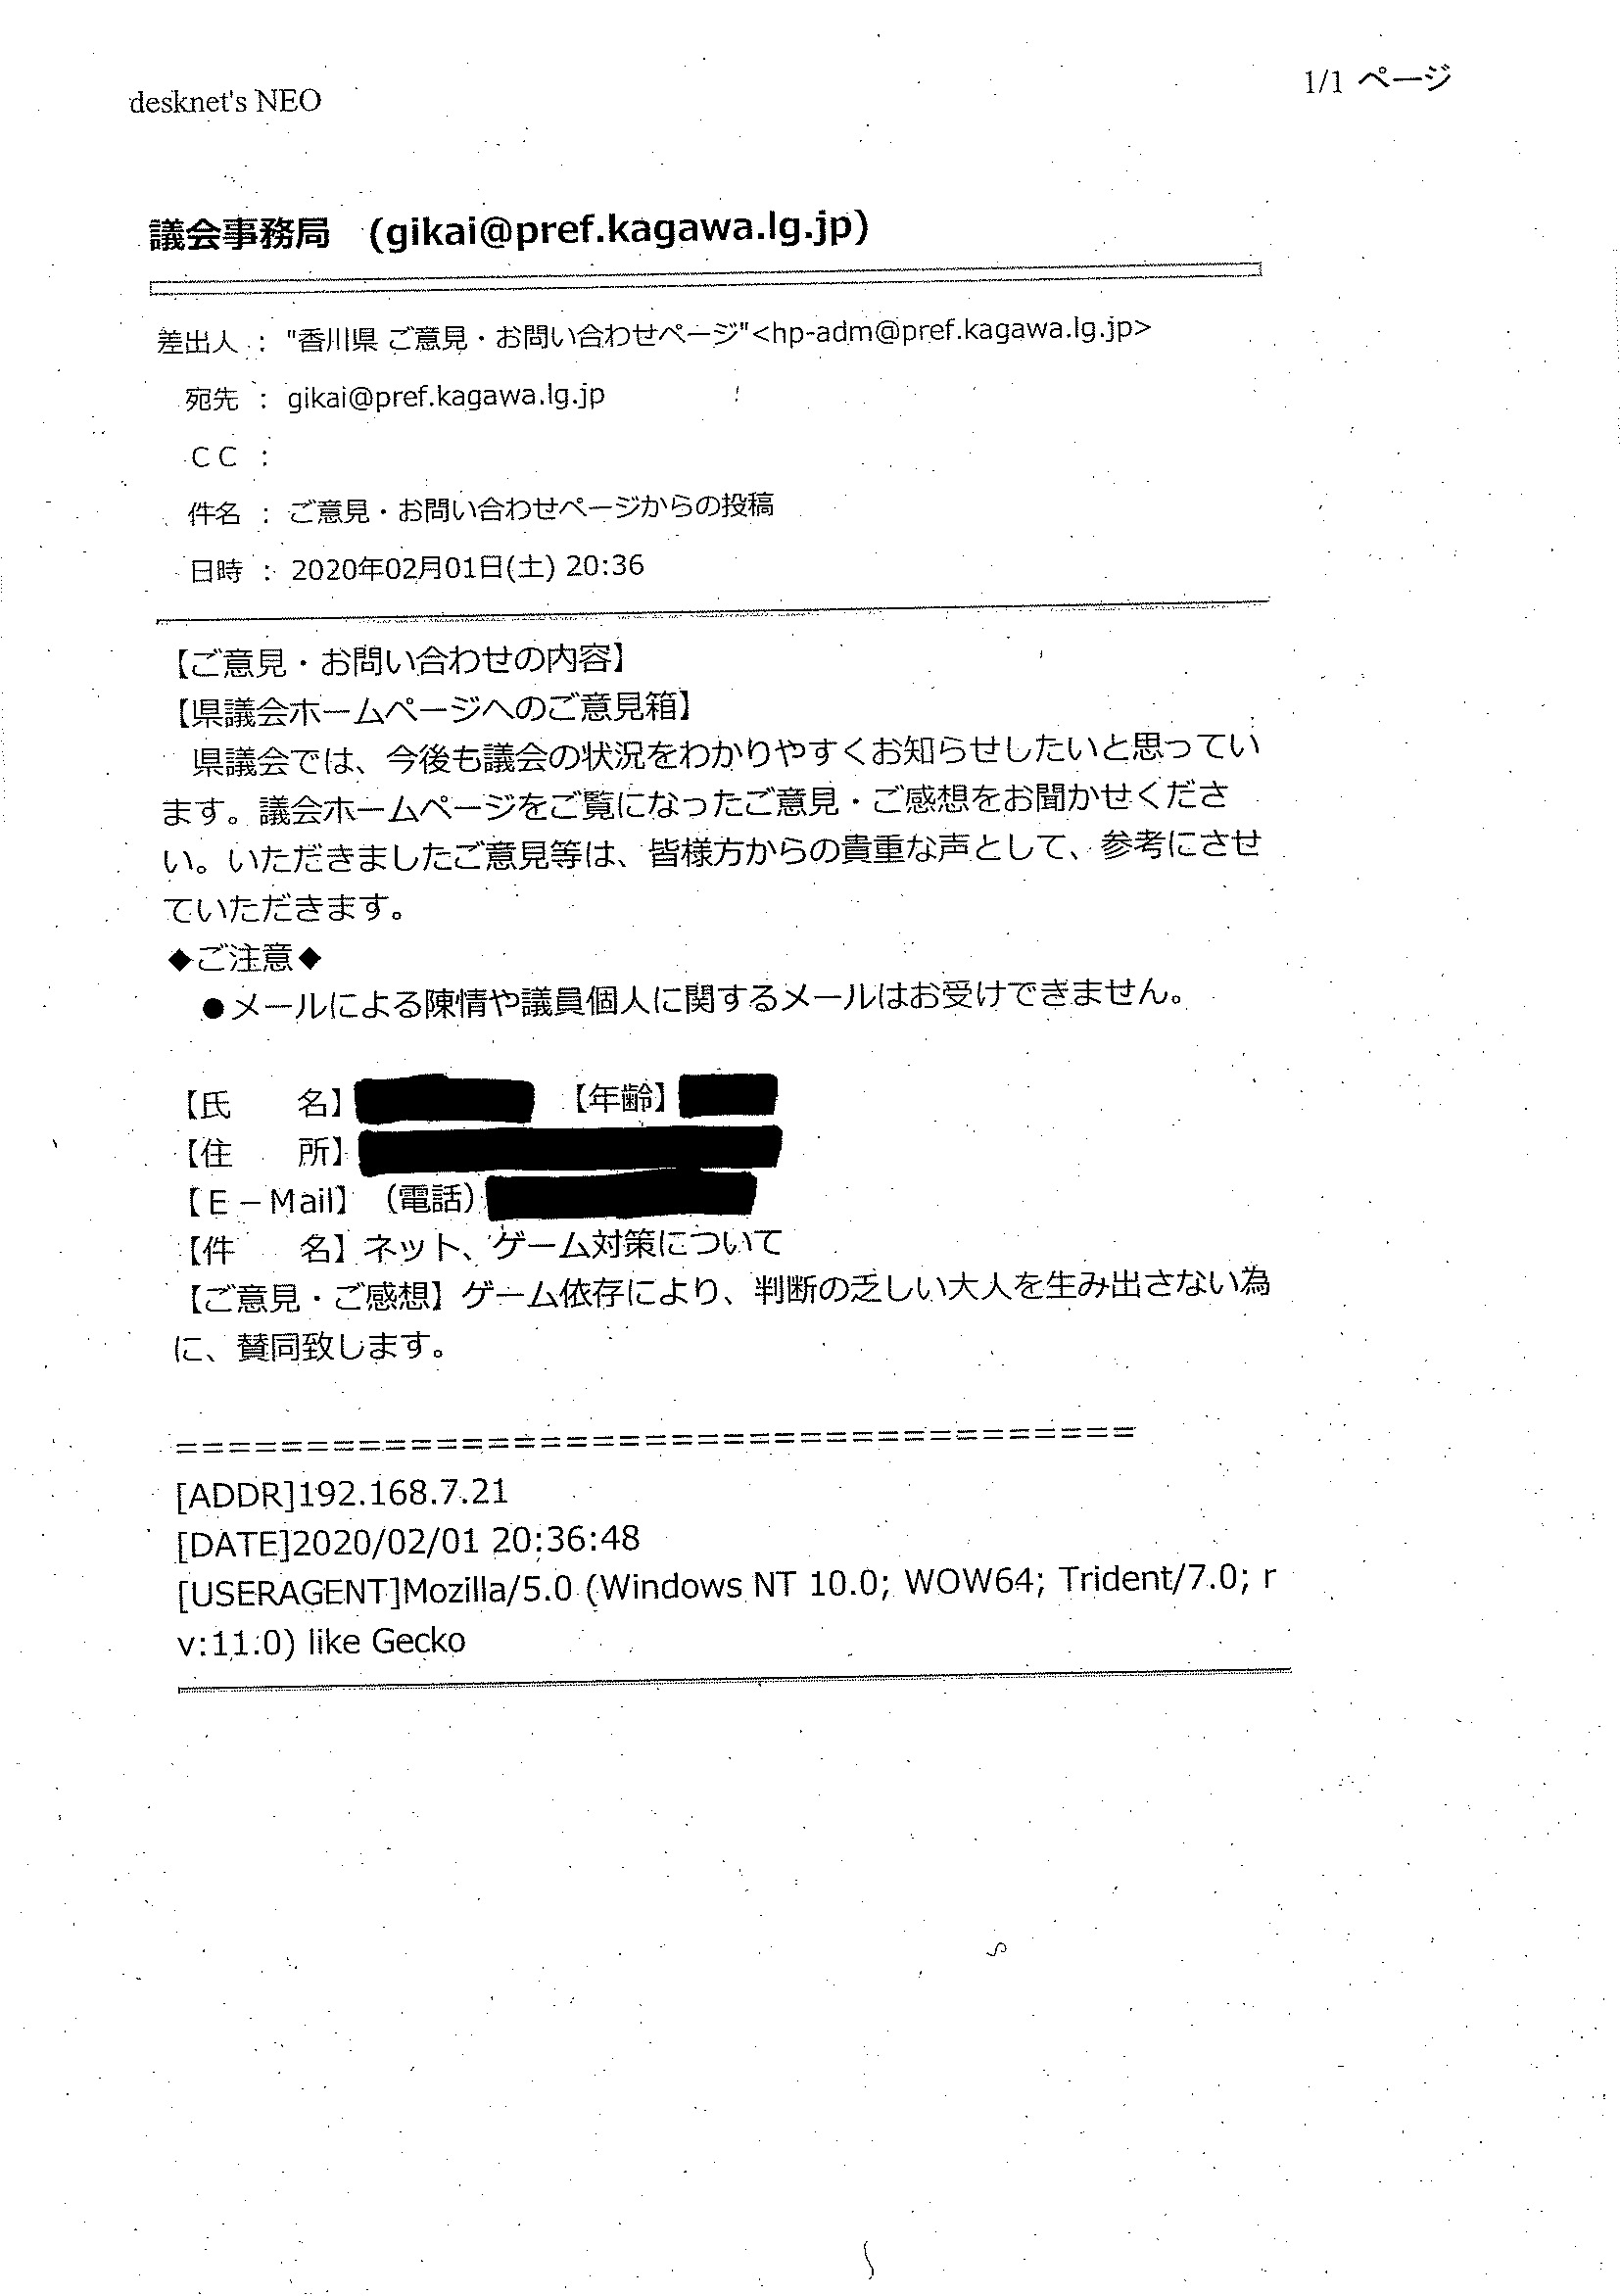 desknet's NEO
1/1 ページ
議会事務局 (gikai@pref.kagawa.lg.jp)
差出人 : "香川県 ご意見・お問い合わせページ"<hp-adm@pref.kagawa.lg.jp>
宛先 : gikai@pref.kagawa.lg.jp
CC :
件名 : ご意見・お問い合わせページからの投稿
日時 : 2020年02月01日(土) 20:36
【ご意見・お問い合わせの内容】
【県議会ホームページへのご意見箱】
県議会では、今後も議会の状況をわかりやすくお知らせしたいと思ってい
ます。議会ホームページをご覧になったご意見・ご感想をお聞かせくださ
い。いただきましたご意見等は、皆様方からの貴重な声として、参考にさせ
ていただきます。
◆ご注意◆
●メールによる陳情や議員個人に関するメールはお受けできません。
【氏　　名】　【年齢】
【住　　所】
【E－Mail】（電話）
【件　　名】ネット、ゲーム対策について
【ご意見・ご感想】ゲーム依存により、判断の乏しい大人を生み出さない為
に、賛同致します。
=====================================
[ADDR]192.168.7.21
[DATE]2020/02/01 20:36:48
[USERAGENT]Mozilla/5.0 (Windows NT 10.0; WOW64; Trident/7.0; r
v:11.0) like Gecko